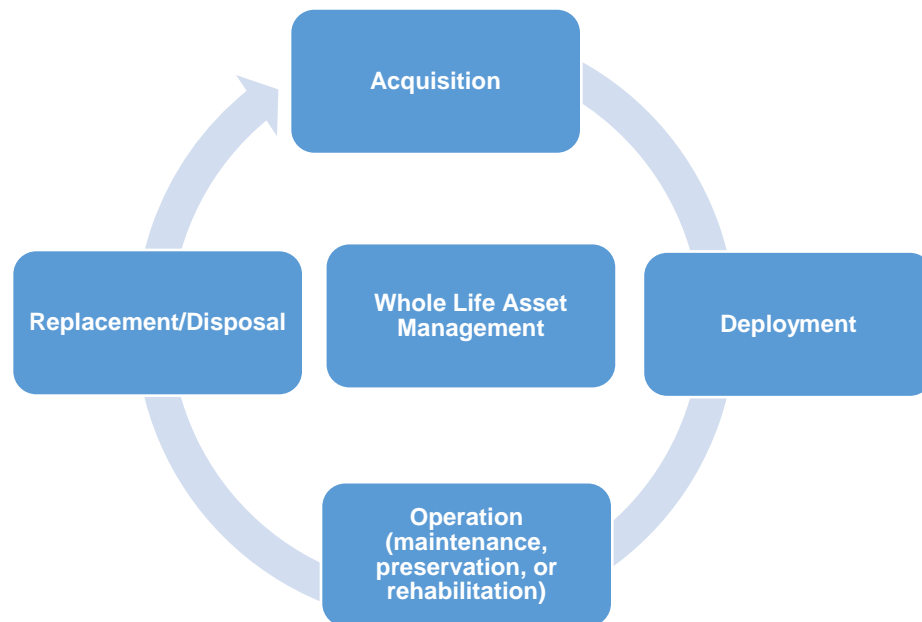 Acquisition
Replacement/Disposal
Whole Life Asset
Management
Deployment
Operation
(maintenance,
preservation, or
rehabilitation)